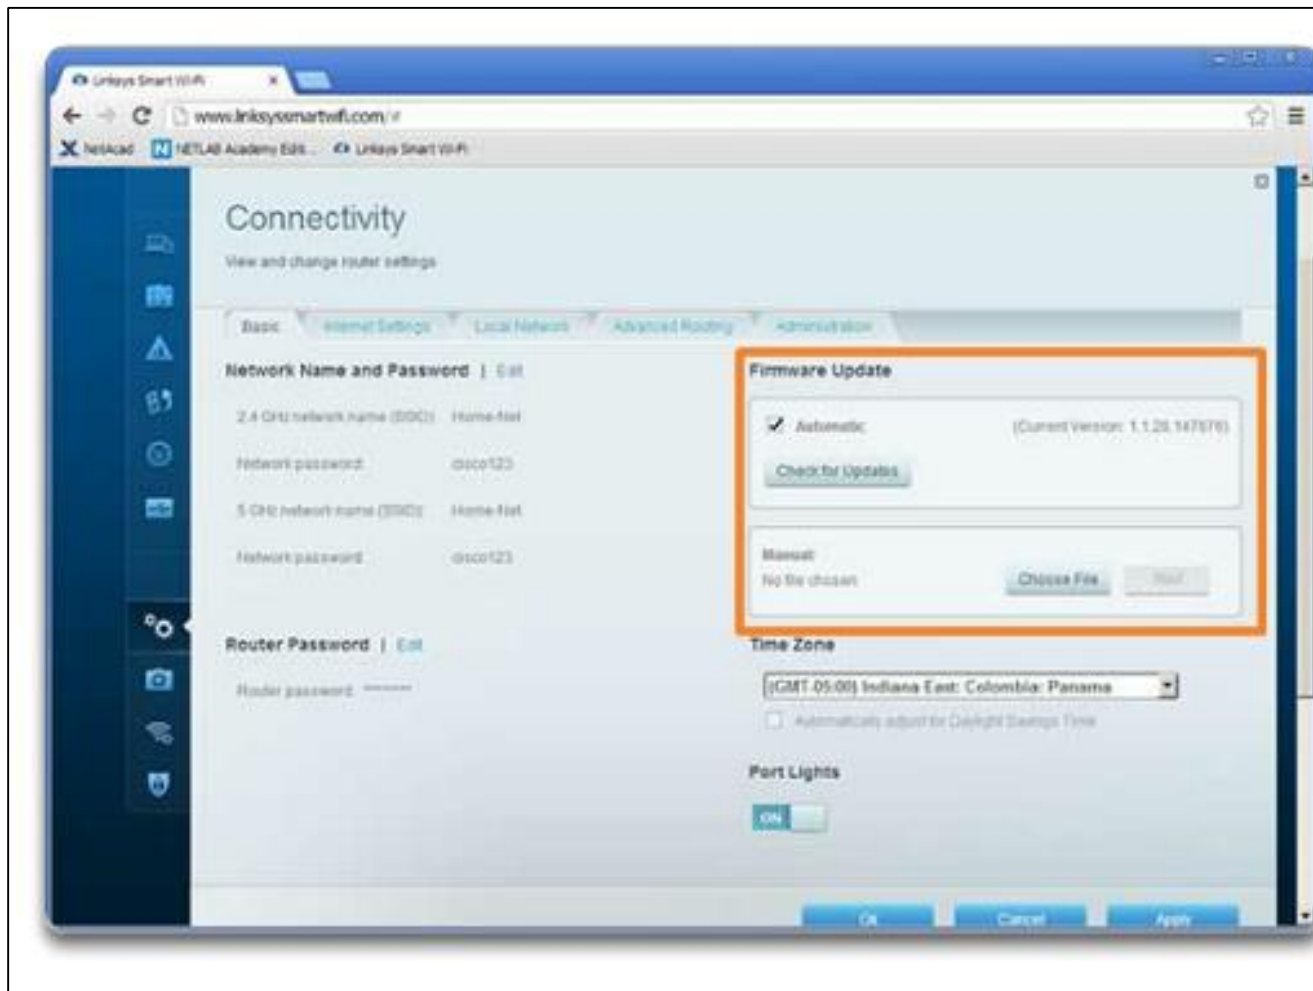 Linksys Smart Wi-Fi
www.linksyssmartwifi.com/#
NetAcad NETLAB Academy Edit... Linksys Smart Wi-Fi
Connectivity
View and change router settings
Basic Internet Settings Local Network Advanced Routing Administration
Network Name and Password | Edit
2.4 GHz network name (SSID): Home-Net
Network password: cisco123
5 GHz network name (SSID): Home-Net
Network password: cisco123
Router Password | Edit
Router password: ********
Firmware Update
Automatic (Current Version: 1.1.28.147876)
Check for Updates
Manual:
No file chosen Choose File Start
Time Zone
(GMT-05:00) Indiana East: Colombia: Panama
Automatically adjust for Daylight Savings Time
Port Lights
ON
Ok Cancel Apply